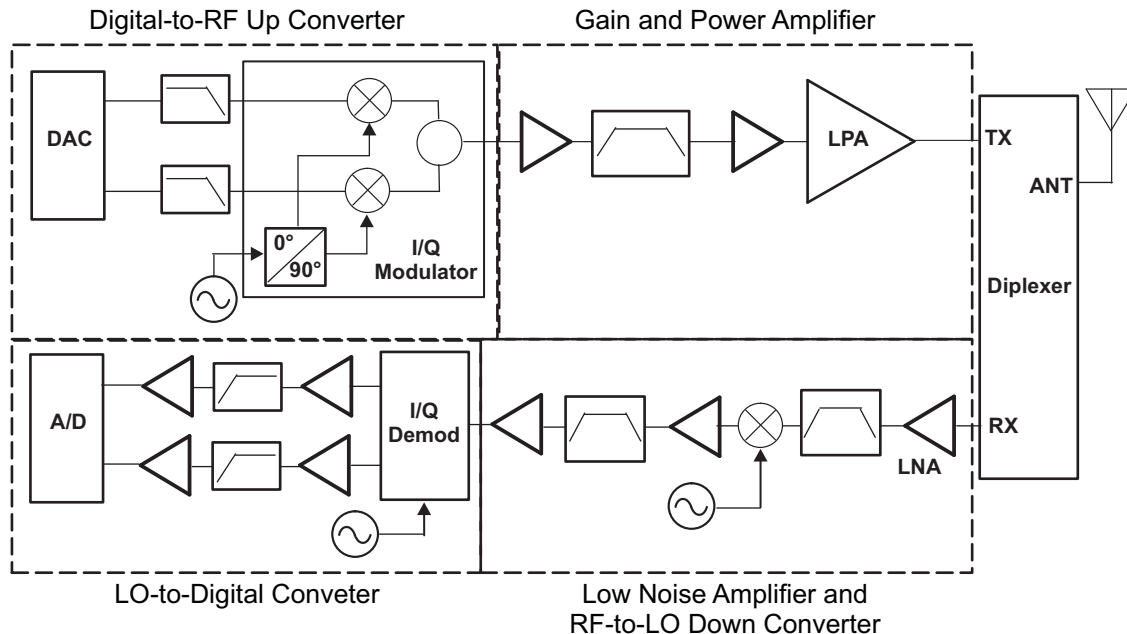 Digital-to-RF Up Converter
Gain and Power Amplifier
DAC
0°
90°
I/Q
Modulator
LPA
TX
ANT
Diplexer
RX
A/D
I/Q
Demod
LNA
LO-to-Digital Conveter
Low Noise Amplifier and
RF-to-LO Down Converter